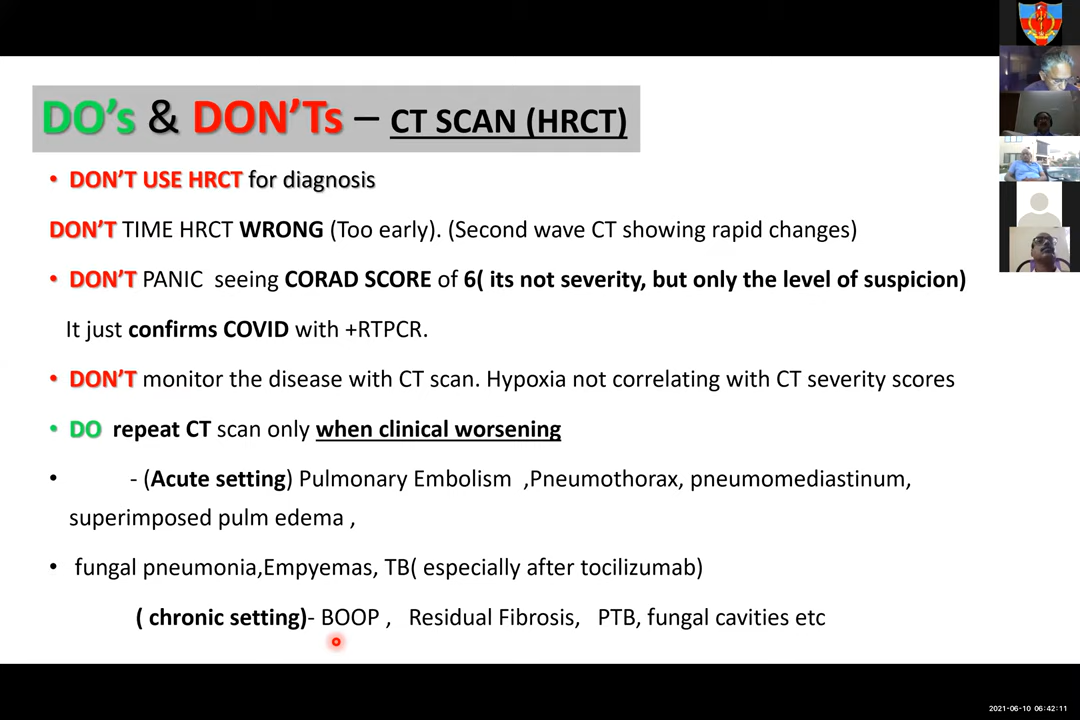 DO's & DON'Ts – CT SCAN (HRCT)
• DON'T USE HRCT for diagnosis
DON'T TIME HRCT WRONG (Too early). (Second wave CT showing rapid changes)
• DON'T PANIC seeing CORAD SCORE of 6( its not severity, but only the level of suspicion)
It just confirms COVID with +RTPCR.
• DON'T monitor the disease with CT scan. Hypoxia not correlating with CT severity scores
• DO repeat CT scan only when clinical worsening
• - (Acute setting) Pulmonary Embolism ,Pneumothorax, pneumomediastinum,
superimposed pulm edema ,
• fungal pneumonia,Empyemas, TB( especially after tocilizumab)
( chronic setting)- BOOP , Residual Fibrosis, PTB, fungal cavities etc
2021-06-10 06:42:11